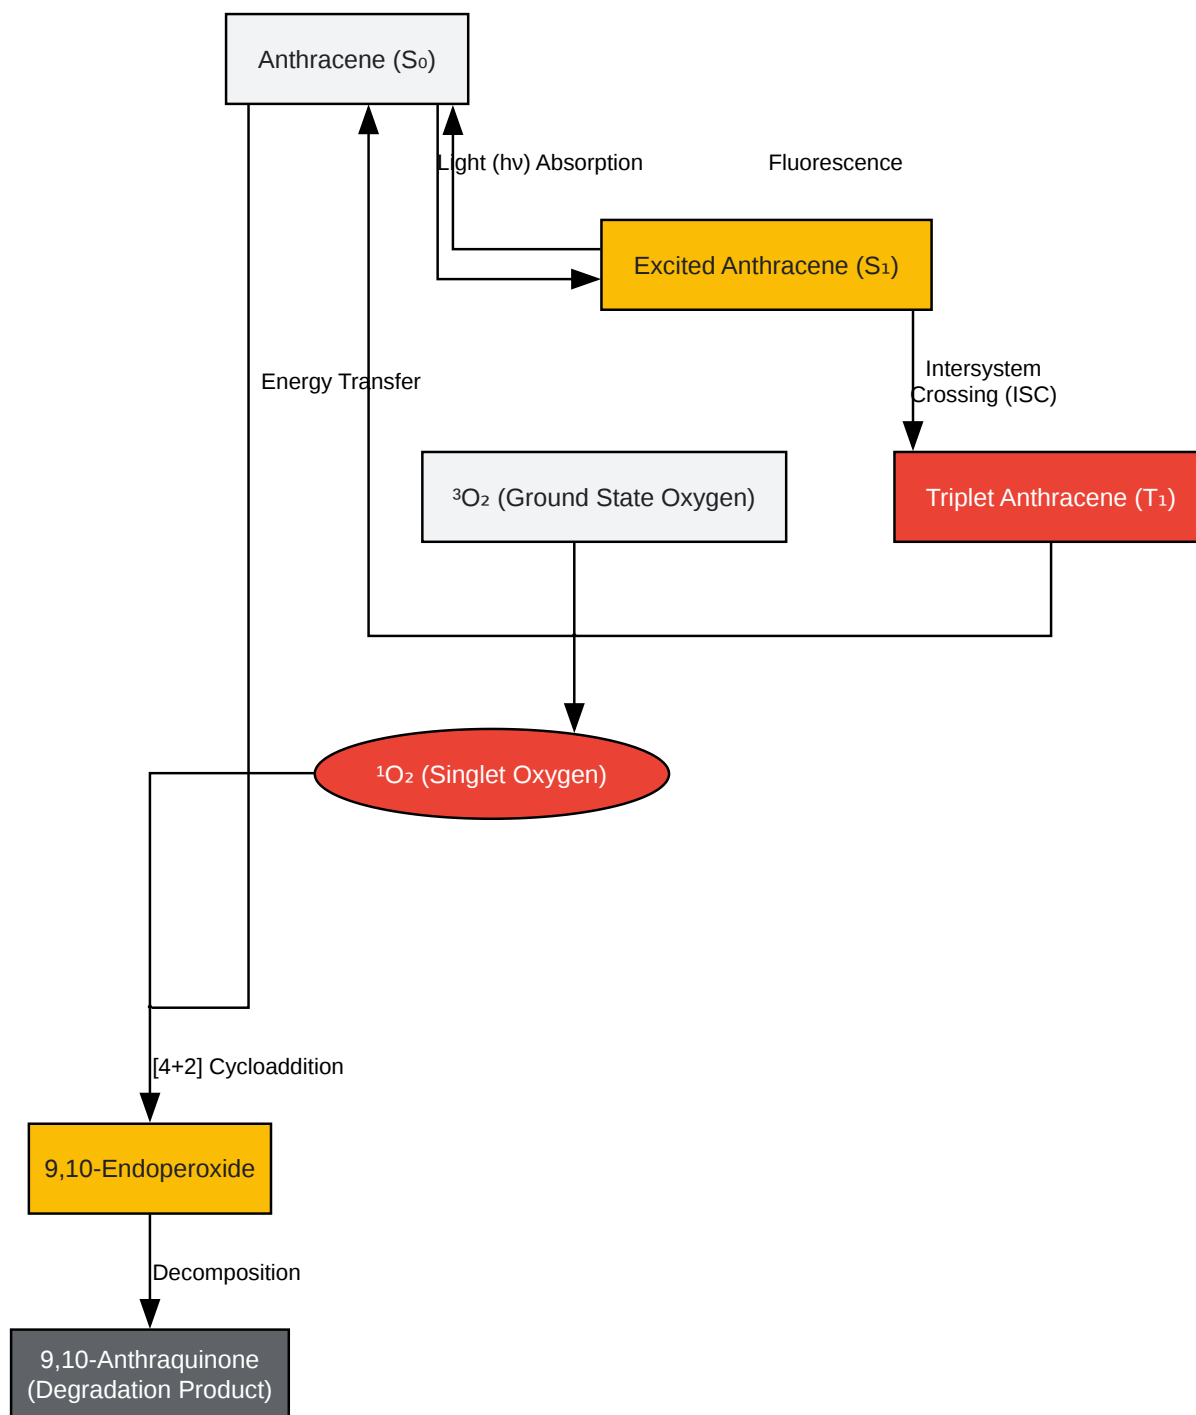 Anthracene (S₀)
Light (hν) Absorption
Fluorescence
Excited Anthracene (S₁)
Energy Transfer
Intersystem
Crossing (ISC)
³O₂ (Ground State Oxygen)
Triplet Anthracene (T₁)
¹O₂ (Singlet Oxygen)
[4+2] Cycloaddition
9,10-Endoperoxide
Decomposition
9,10-Anthraquinone
(Degradation Product)